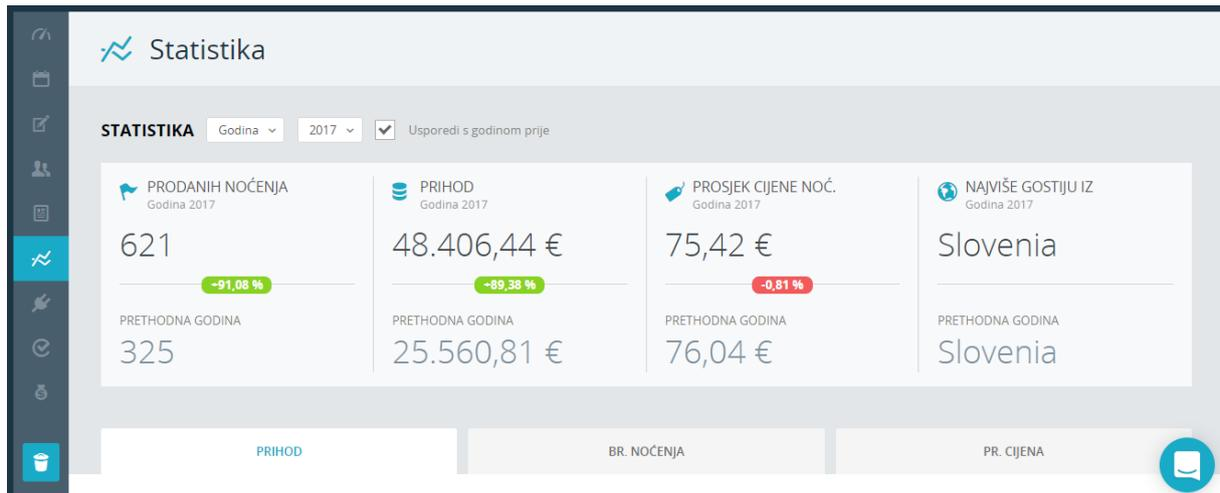 Statistika
STATISTIKA Godina 2017 Usporedi s godinom prije
PRODANIH NOĆENJA
Godina 2017
621
+91,08 %
PRETHODNA GODINA
325
PRIHOD
Godina 2017
48.406,44 €
+89,38 %
PRETHODNA GODINA
25.560,81 €
PROSJEK CIJENE NOĆ.
Godina 2017
75,42 €
-0,81 %
PRETHODNA GODINA
76,04 €
NAJVIŠE GOSTIJU IZ
Godina 2017
Slovenia
PRETHODNA GODINA
Slovenia
PRIHOD BR. NOĆENJA PR. CIJENA